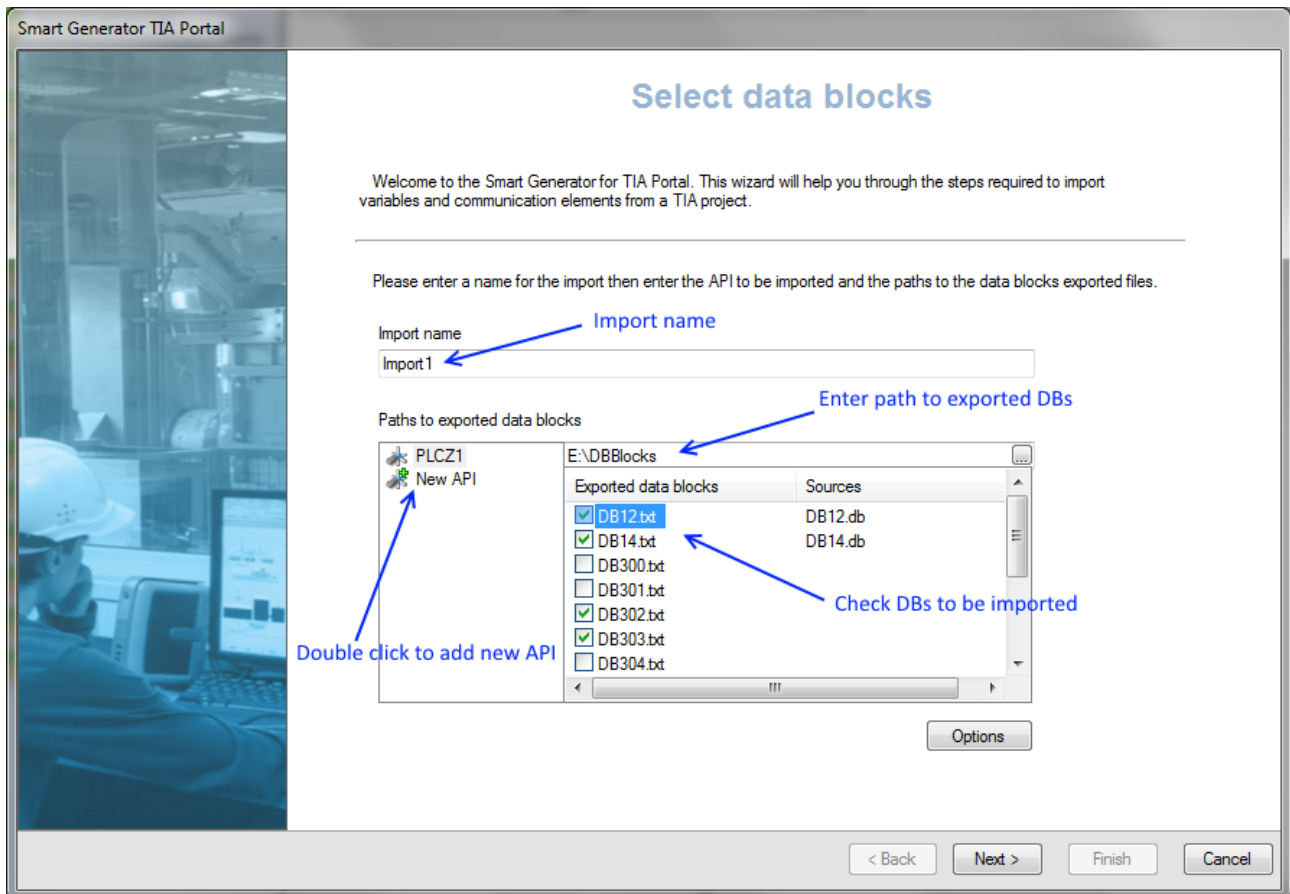 Smart Generator TIA Portal
Select data blocks
Welcome to the Smart Generator for TIA Portal. This wizard will help you through the steps required to import
variables and communication elements from a TIA project.
Please enter a name for the import then enter the API to be imported and the paths to the data blocks exported files.
Import name
Import name
Import1
Enter path to exported DBs
Paths to exported data blocks
PLCZ1
New API
E:\DBBlocks
...
Exported data blocks Sources
DB12.txt DB12.db
DB14.txt DB14.db
DB300.txt
DB301.txt
DB302.txt
DB303.txt
DB304.txt
Check DBs to be imported
Double click to add new API
Options
< Back Next > Finish Cancel